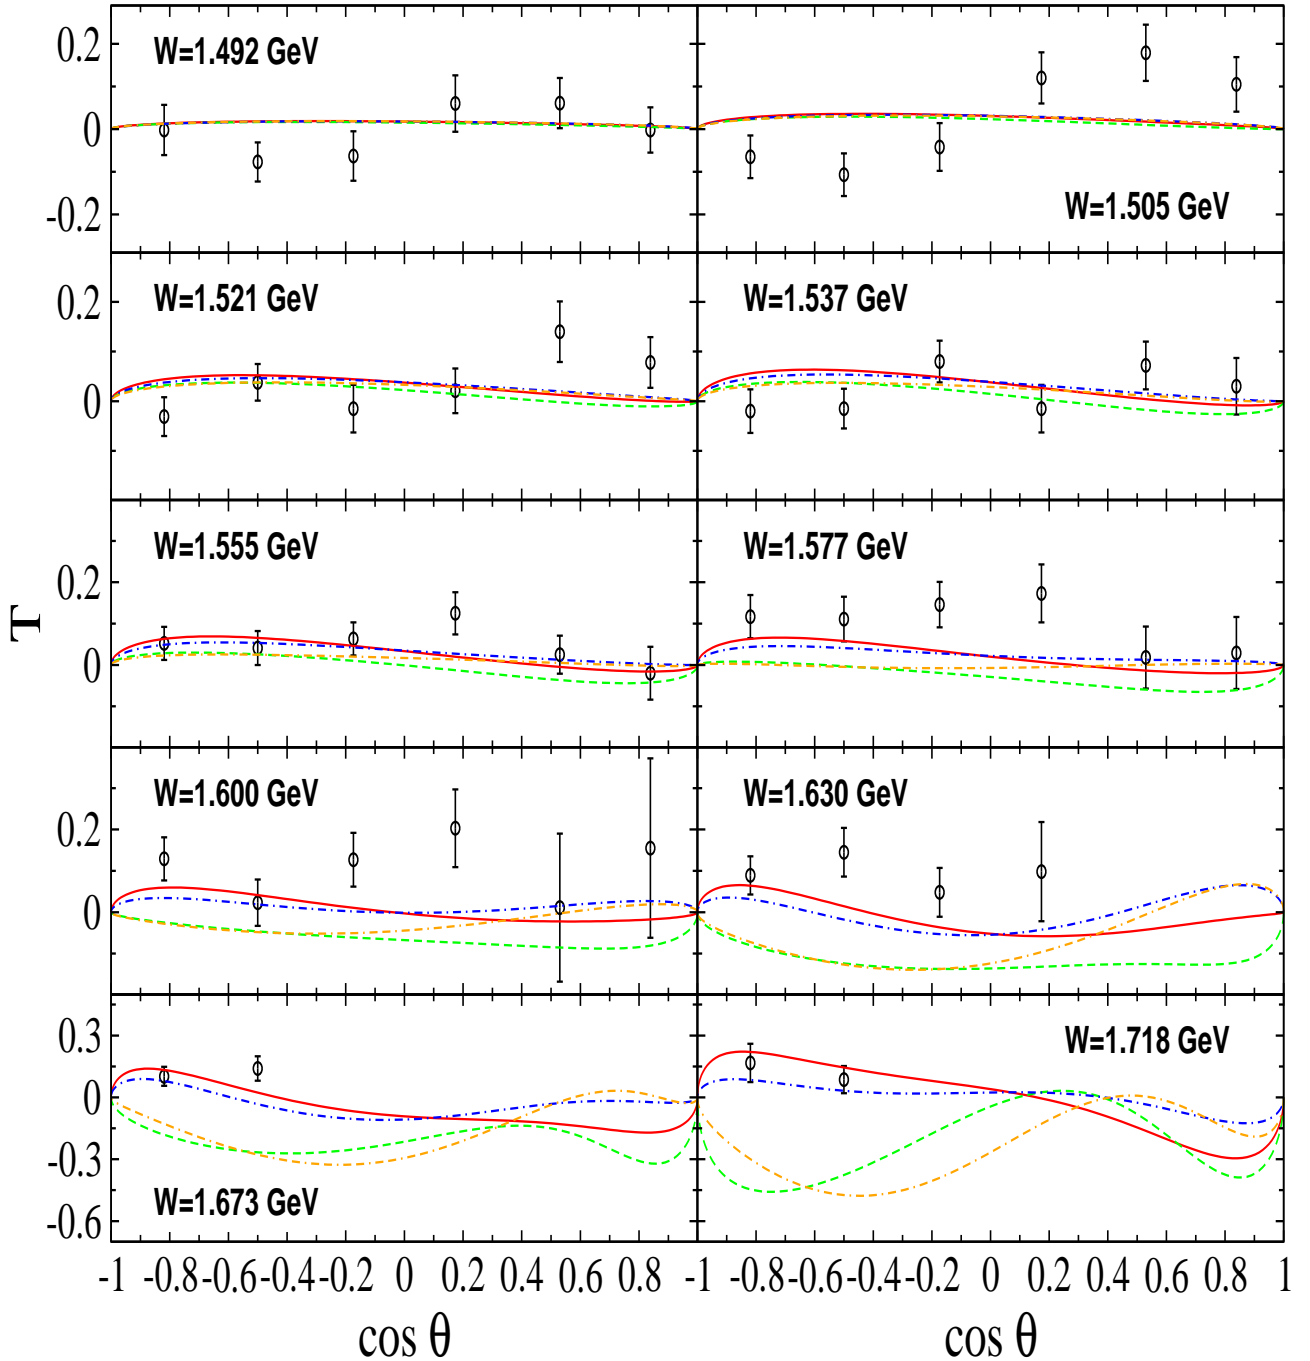 0.2
0
-0.2
W=1.492 GeV
W=1.505 GeV
0.2
0
W=1.521 GeV
W=1.537 GeV
0.2
0
W=1.555 GeV
W=1.577 GeV
T
0.2
0
W=1.600 GeV
W=1.630 GeV
0.3
0
-0.3
-0.6
W=1.673 GeV
W=1.718 GeV
-1 -0.8 -0.6 -0.4 -0.2 0 0.2 0.4 0.6 0.8 -1 -0.8 -0.6 -0.4 -0.2 0 0.2 0.4 0.6 0.8 1
cos θ cos θ